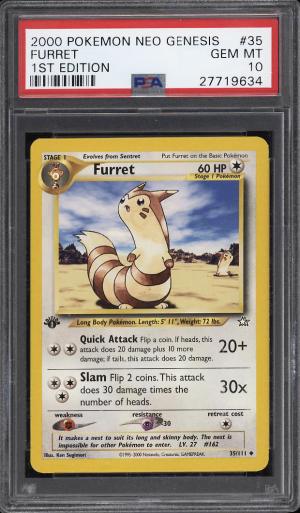 2000 POKEMON NEO GENESIS #35
FURRET GEM MT
1ST EDITION 10
PSA 27719634
STAGE 1 Evolves from Sentret Put Furret on the Basic Pokémon
Furret 60 HP
Stage 1 Pokémon
Long Body Pokémon. Length: 5' 11", Weight: 72 lbs.
Quick Attack Flip a coin. If heads, this
attack does 20 damage plus 10 more
damage; if tails, this attack does 20 damage.
20+
Slam Flip 2 coins. This attack
does 30 damage times the
number of heads.
30x
weakness resistance retreat cost
-30
It makes a nest to suit its long and skinny body. The nest is
impossible for other Pokémon to enter. LV. 27 #162
Illus. Ken Sugimori ©1995-2000 Nintendo, Creatures, GAMEFREAK. 35/111